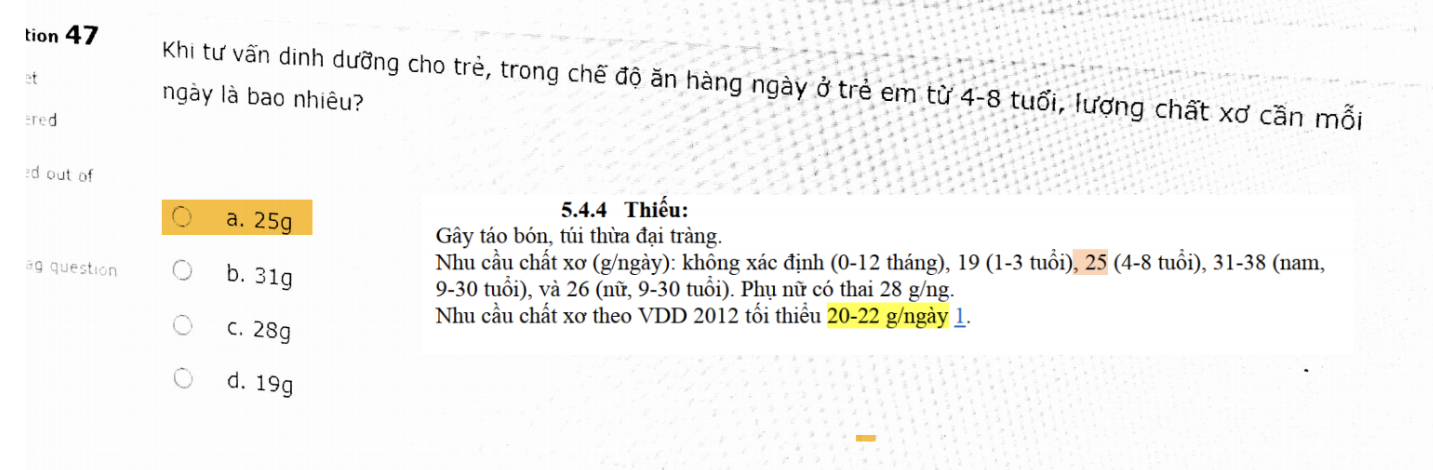 tion 47
Khi tư vấn dinh dưỡng cho trẻ, trong chế độ ăn hàng ngày ở trẻ em từ 4-8 tuổi, lượng chất xơ cần mỗi
ngày là bao nhiêu?
et
ered
ed out of
ag question
a. 25g
b. 31g
c. 28g
d. 19g
5.4.4 Thiếu:
Gây táo bón, túi thừa đại tràng.
Nhu cầu chất xơ (g/ngày): không xác định (0-12 tháng), 19 (1-3 tuổi), 25 (4-8 tuổi), 31-38 (nam,
9-30 tuổi), và 26 (nữ, 9-30 tuổi). Phụ nữ có thai 28 g/ng.
Nhu cầu chất xơ theo VDD 2012 tối thiểu 20-22 g/ngày 1.